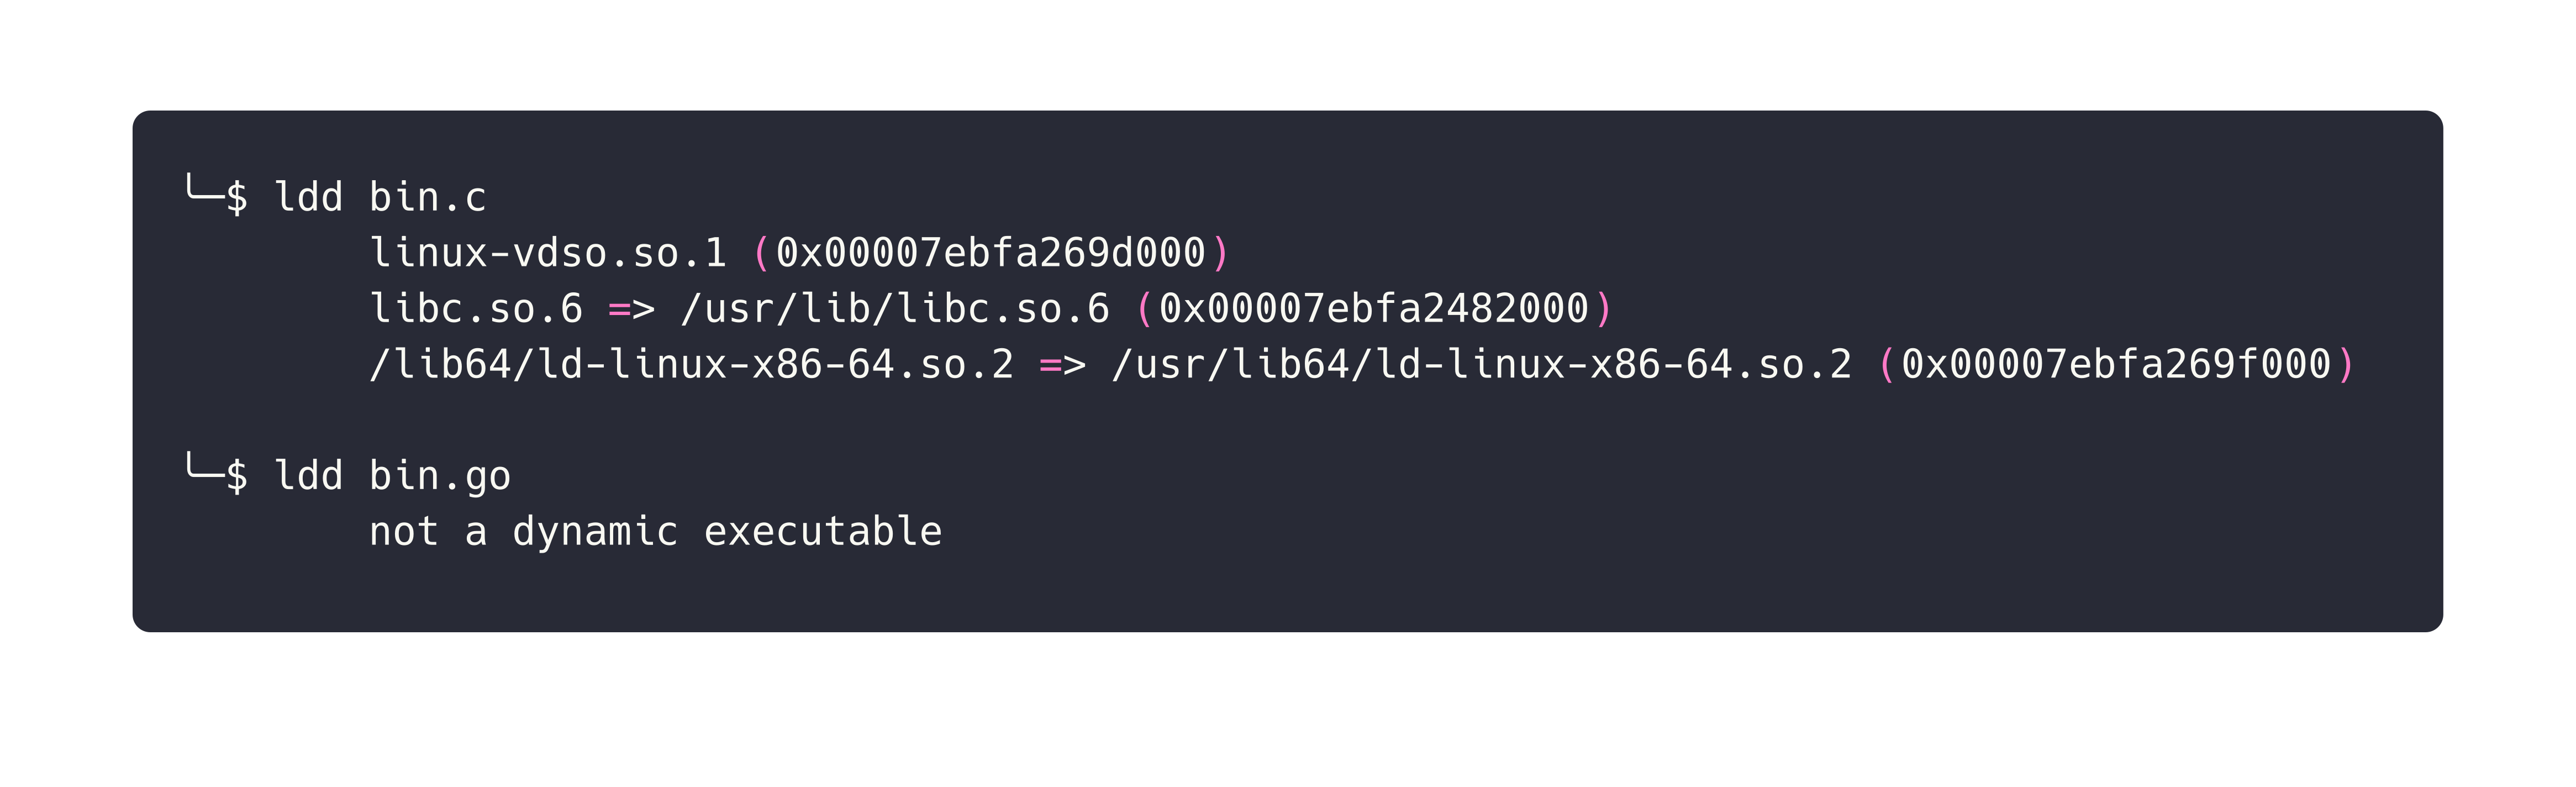 ╰─$ ldd bin.c
linux-vdso.so.1 (0x00007ebfa269d000)
libc.so.6 => /usr/lib/libc.so.6 (0x00007ebfa2482000)
/lib64/ld-linux-x86-64.so.2 => /usr/lib64/ld-linux-x86-64.so.2 (0x00007ebfa269f000)
╰─$ ldd bin.go
not a dynamic executable